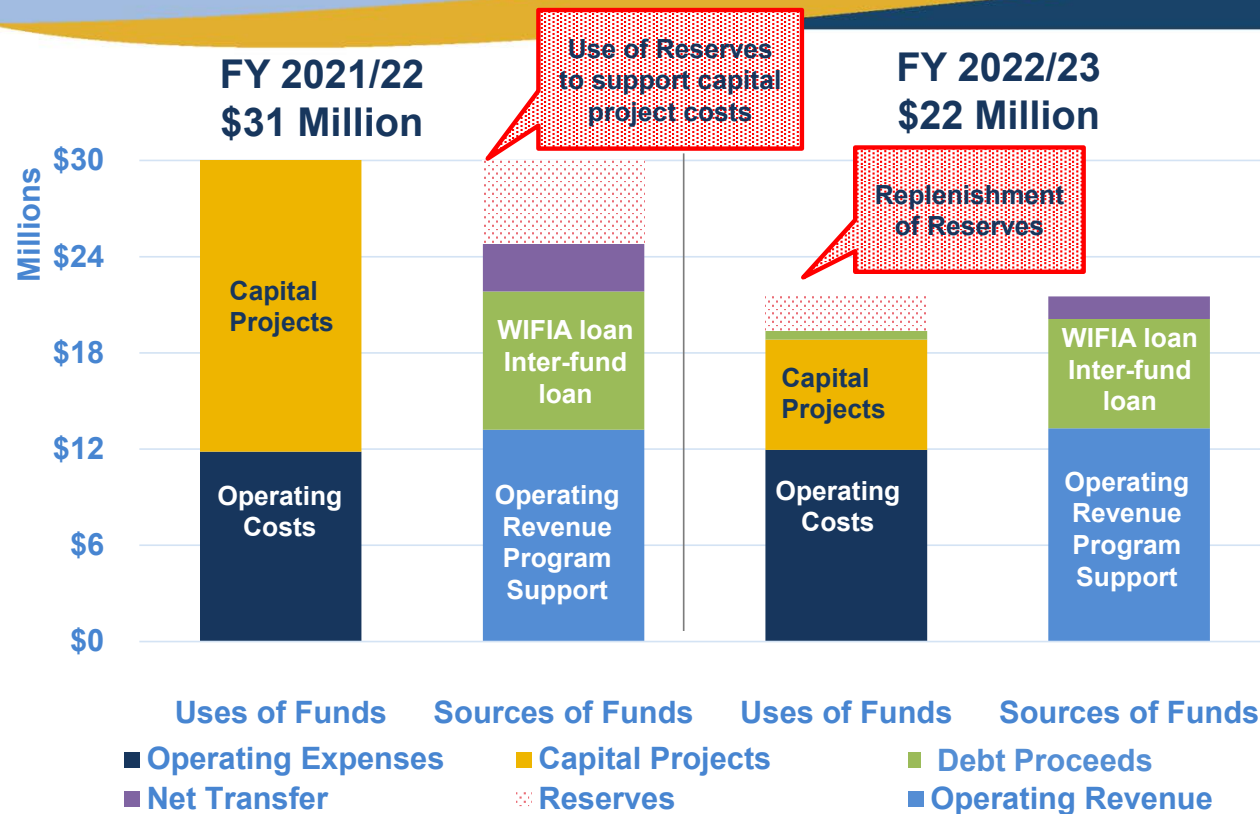 FY 2021/22
$31 Million
Use of Reserves
to support capital
project costs
FY 2022/23
$22 Million
Replenishment
of Reserves
Millions
$30
$24
$18
$12
$6
$0
Capital
Projects
Operating
Costs
WIFIA loan
Inter-fund
loan
Operating
Revenue
Program
Support
Capital
Projects
Operating
Costs
WIFIA loan
Inter-fund
loan
Operating
Revenue
Program
Support
Uses of Funds
Sources of Funds
Uses of Funds
Sources of Funds
Operating Expenses
Capital Projects
Debt Proceeds
Net Transfer
Reserves
Operating Revenue